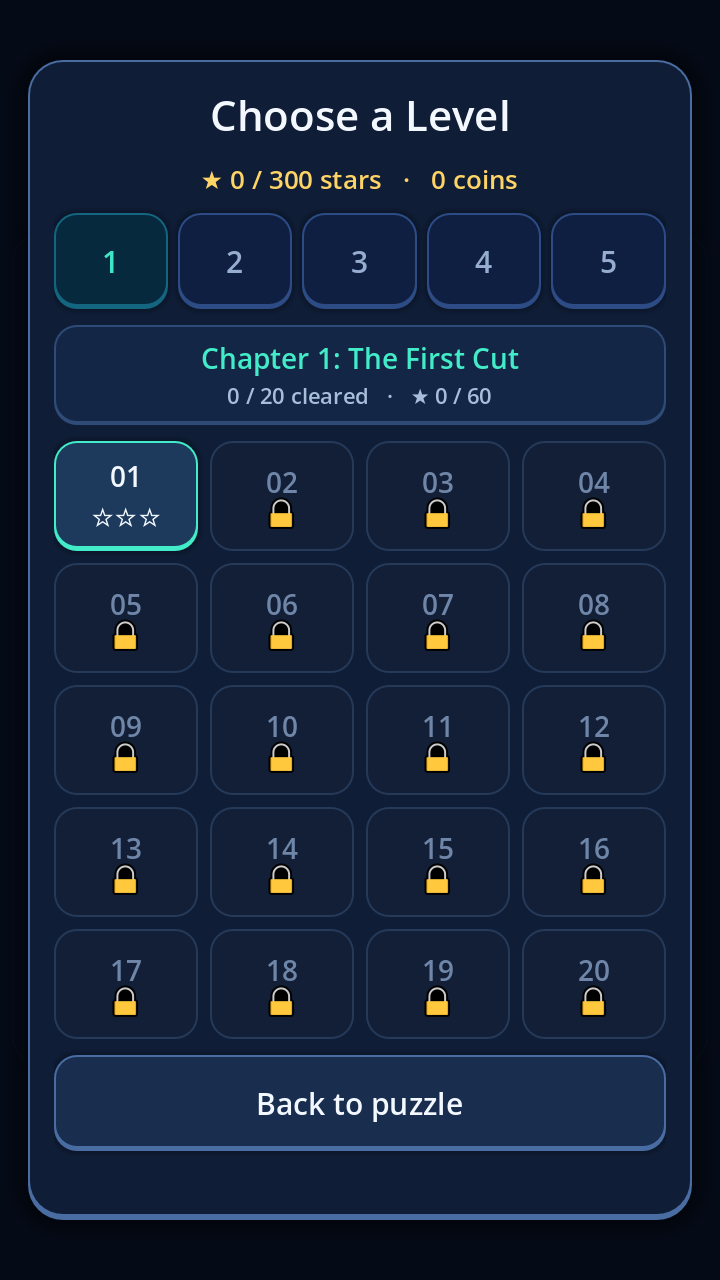 Choose a Level
★ 0 / 300 stars · 0 coins
1 2 3 4 5
Chapter 1: The First Cut
0 / 20 cleared · ★ 0 / 60
01 02 03 04
☆☆☆
05 06 07 08
09 10 11 12
13 14 15 16
17 18 19 20
Back to puzzle